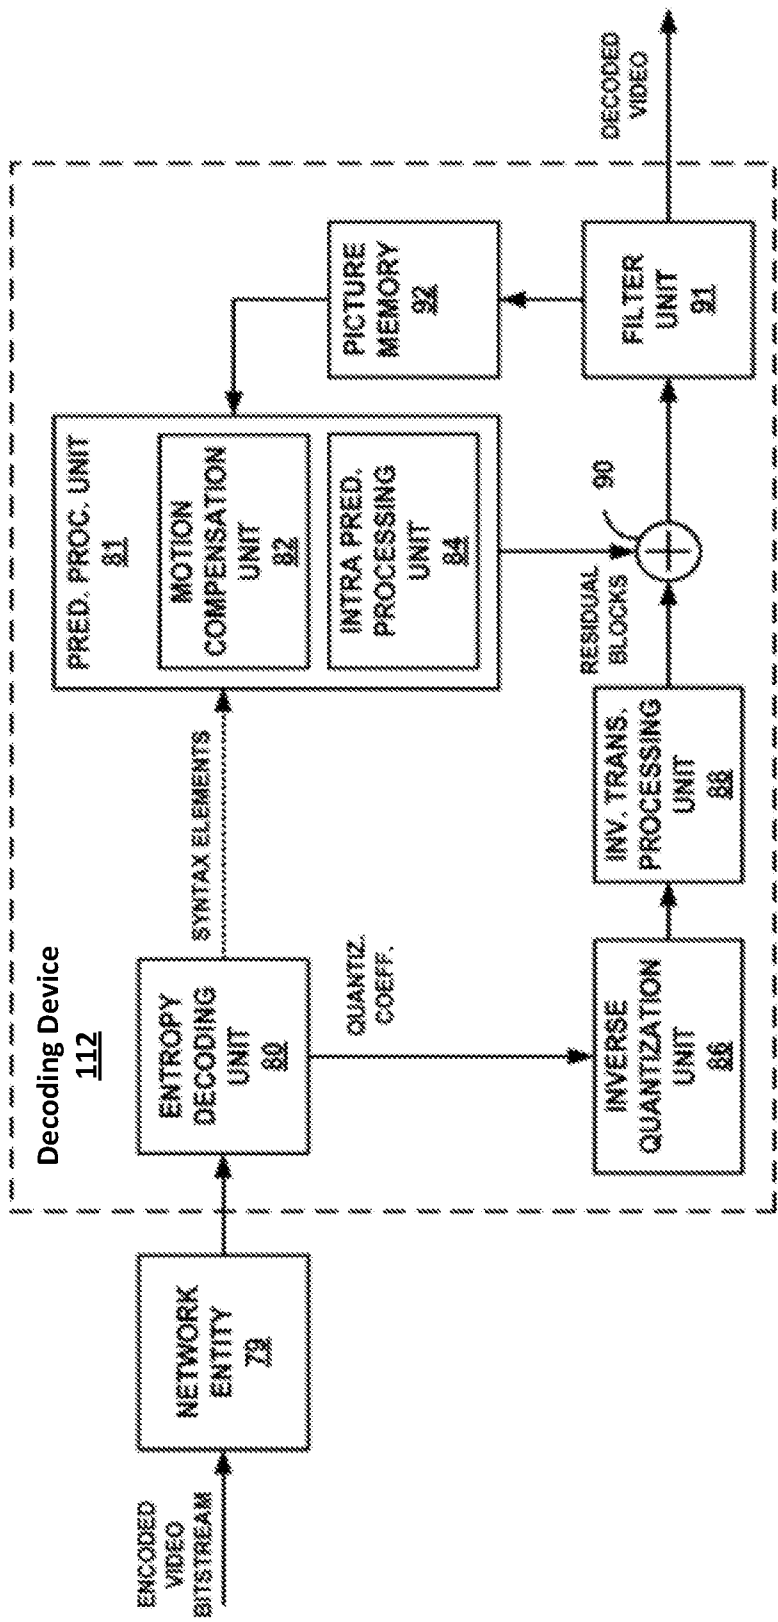 Decoding Device
112
ENCODED
VIDEO
BITSTREAM
NETWORK
ENTITY
79
ENTROPY
DECODING
UNIT
80
SYNTAX ELEMENTS
QUANTIZ.
COEFF.
PRED. PROC. UNIT
81
MOTION
COMPENSATION
UNIT
82
INTRA PRED.
PROCESSING
UNIT
84
PICTURE
MEMORY
92
INVERSE
QUANTIZATION
UNIT
86
INV. TRANS.
PROCESSING
UNIT
88
RESIDUAL
BLOCKS
90
FILTER
UNIT
91
DECODED
VIDEO